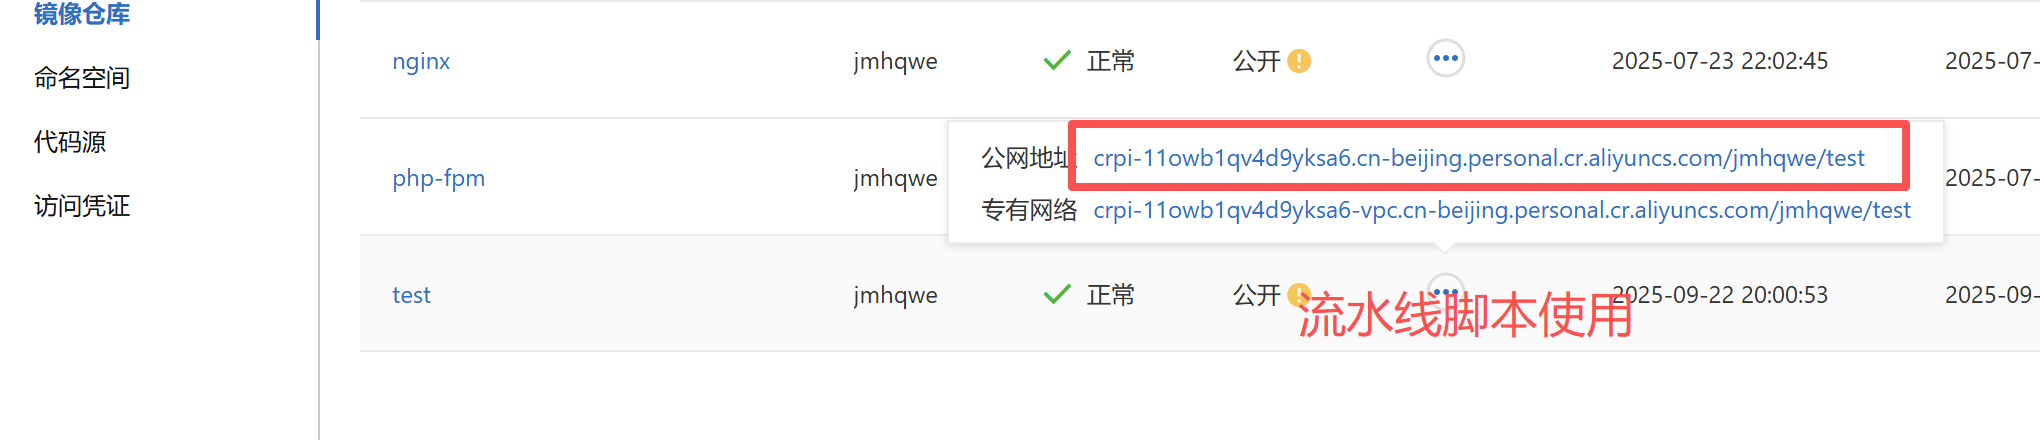 镜像仓库
命名空间
代码源
访问凭证
nginx jmhqwe 正常 公开 2025-07-23 22:02:45 2025-07-
公网地址 crpi-11owb1qv4d9yksa6.cn-beijing.personal.cr.aliyuncs.com/jmhqwe/test
php-fpm jmhqwe 2025-07-
专有网络 crpi-11owb1qv4d9yksa6-vpc.cn-beijing.personal.cr.aliyuncs.com/jmhqwe/test
test jmhqwe 正常 公开 2025-09-22 20:00:53 2025-09-
流水线脚本使用